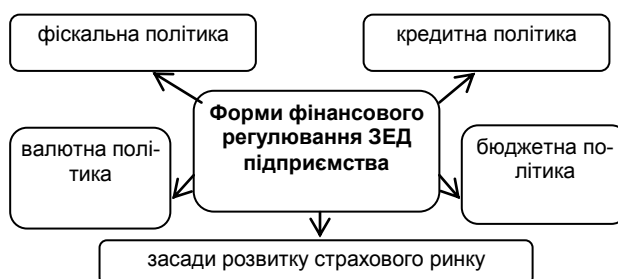 фіскальна політика
кредитна політика
Форми фінансового
регулювання ЗЕД
підприємства
валютна полі-
тика
бюджетна по-
літика
засади розвитку страхового ринку